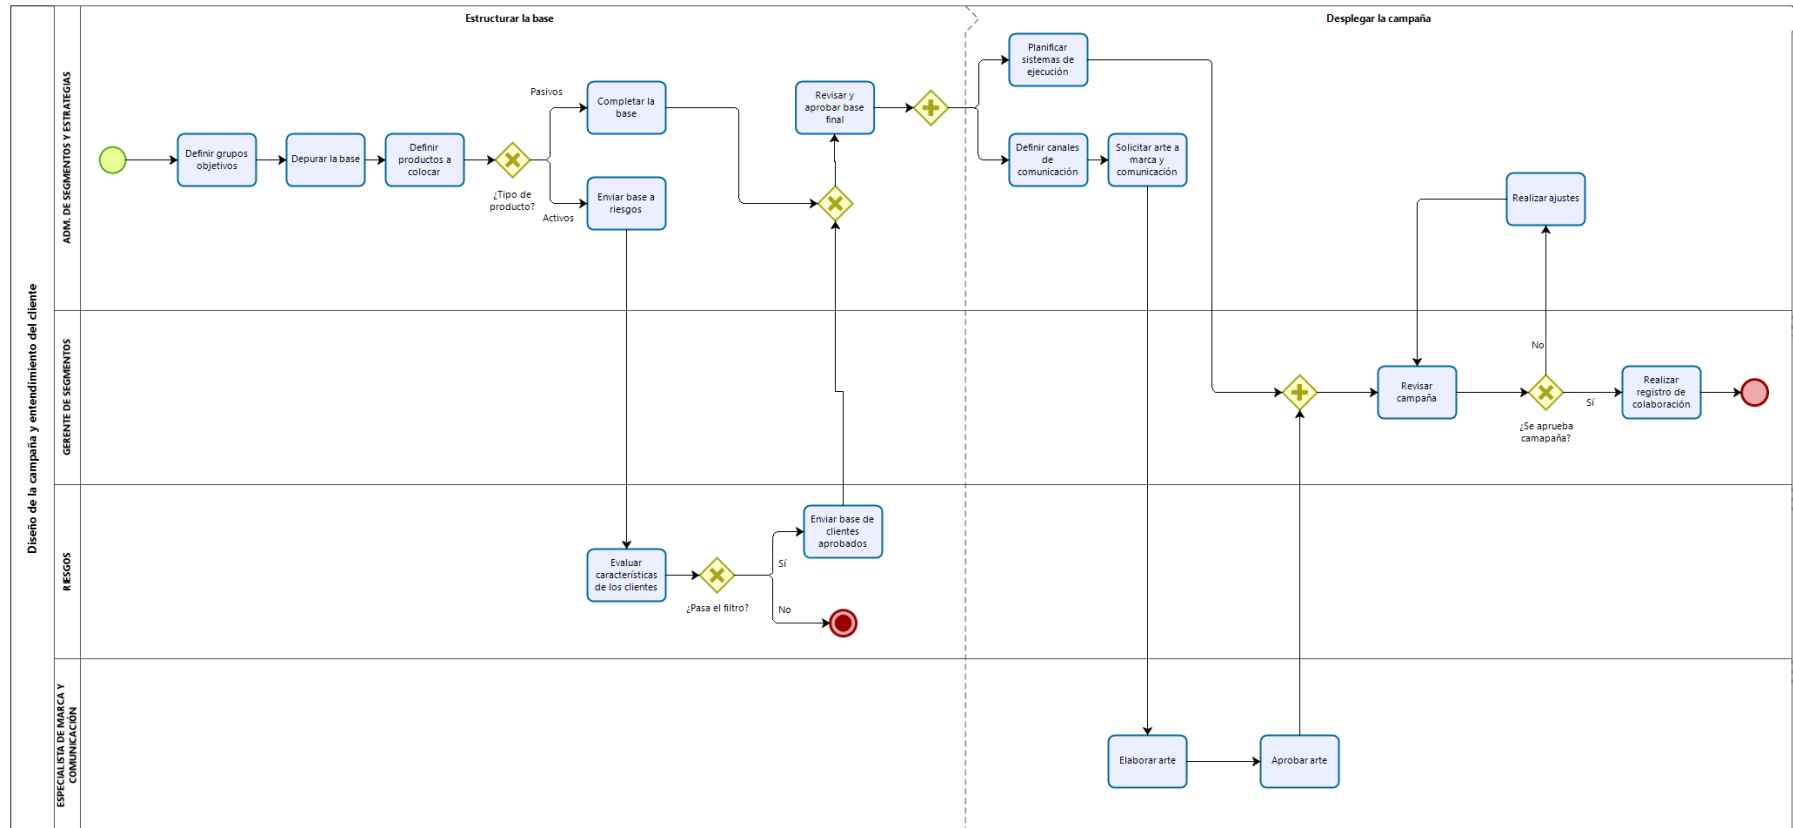 Diseño de la campaña y entendimiento del cliente
Estructurar la base
Desplegar la campaña
ADM. DE SEGMENTOS Y ESTRATEGIAS
Definir grupos
objetivos
Depurar la base
Definir
productos a
colocar
¿Tipo de
producto?
Pasivos
Activos
Completar la
base
Enviar base a
riesgos
Revisar y
aprobar base
final
Planificar
sistemas de
ejecución
Definir canales
de
comunicación
Solicitar arte a
marca y
comunicación
Realizar ajustes
GERENTE DE SEGMENTOS
Revisar
campaña
No
Sí
¿Se aprueba
camapaña?
Realizar
registro de
colaboración
RIESGOS
Evaluar
características
de los clientes
¿Pasa el filtro?
Sí
No
Enviar base de
clientes
aprobados
ESPECIALISTA DE MARCA Y
COMUNICACIÓN
Elaborar arte
Aprobar arte